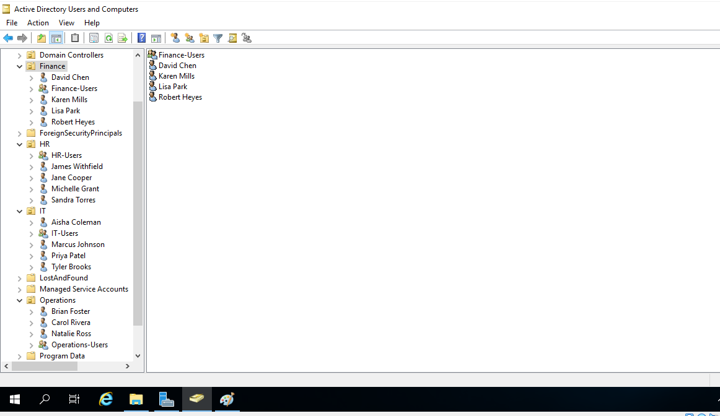 Active Directory Users and Computers
File Action View Help
Domain Controllers
Finance
David Chen
Finance-Users
Karen Mills
Lisa Park
Robert Heyes
ForeignSecurityPrincipals
HR
HR-Users
James Withfield
Jane Cooper
Michelle Grant
Sandra Torres
IT
Aisha Coleman
IT-Users
Marcus Johnson
Priya Patel
Tyler Brooks
LostAndFound
Managed Service Accounts
Operations
Brian Foster
Carol Rivera
Natalie Ross
Operations-Users
Program Data
Finance-Users
David Chen
Karen Mills
Lisa Park
Robert Heyes